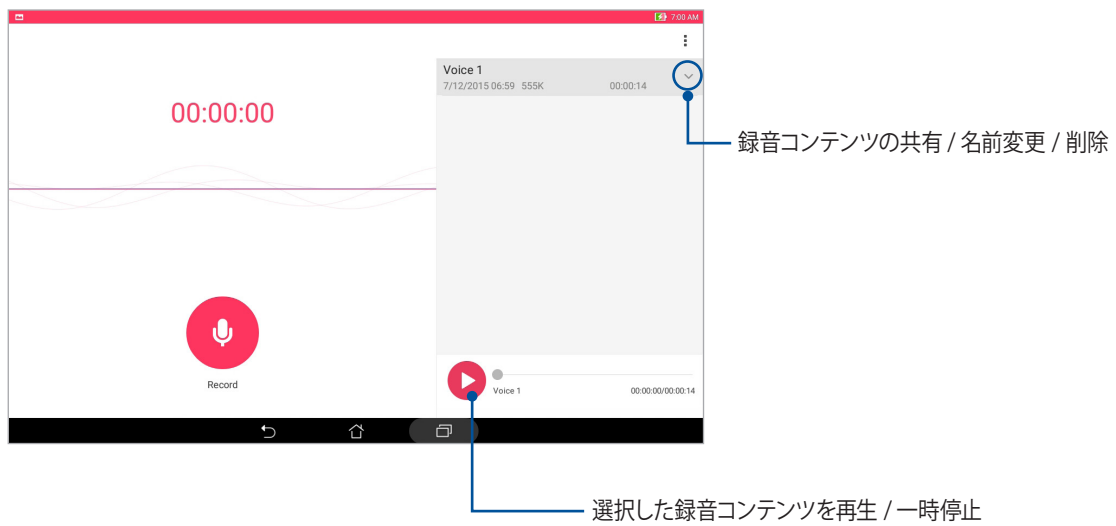 7:00 AM
Voice 1
7/12/2015 06:59 555K 00:00:14
00:00:00
録音コンテンツの共有 / 名前変更 / 削除
Record
Voice 1 00:00:00/00:00:14
選択した録音コンテンツを再生 / 一時停止